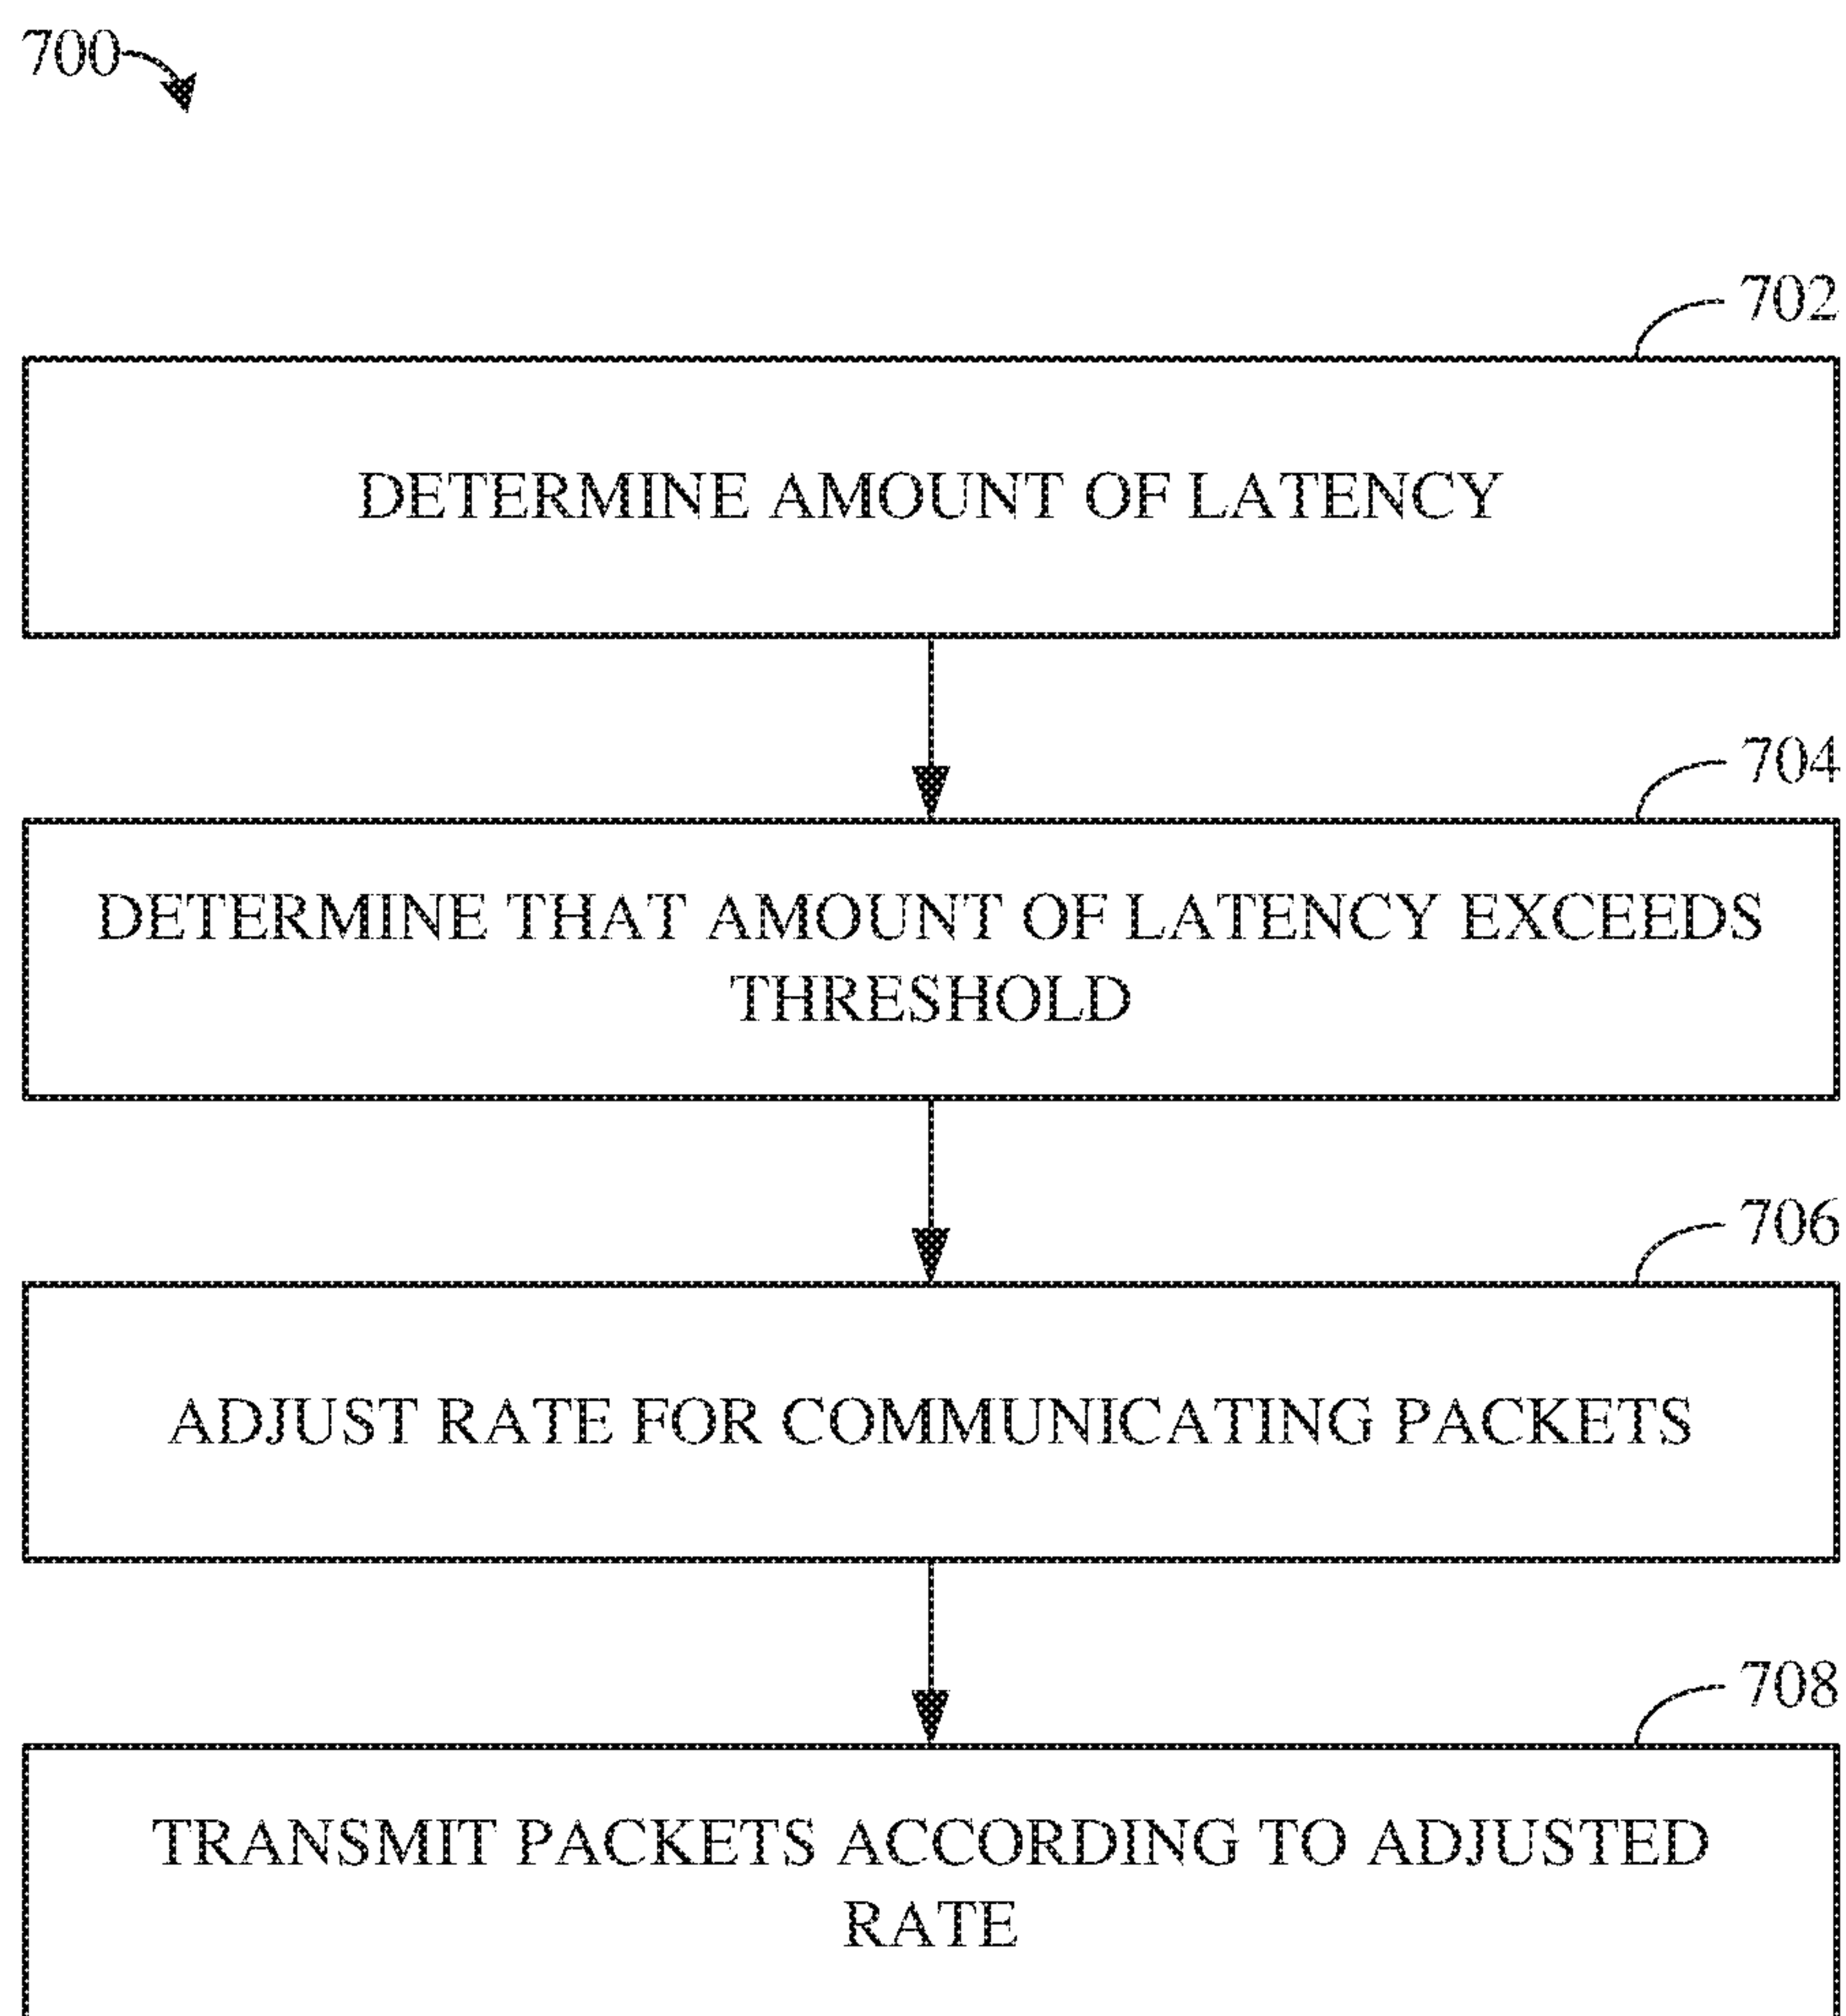 700
702
DETERMINE AMOUNT OF LATENCY
704
DETERMINE THAT AMOUNT OF LATENCY EXCEEDS
THRESHOLD
706
ADJUST RATE FOR COMMUNICATING PACKETS
708
TRANSMIT PACKETS ACCORDING TO ADJUSTED
RATE